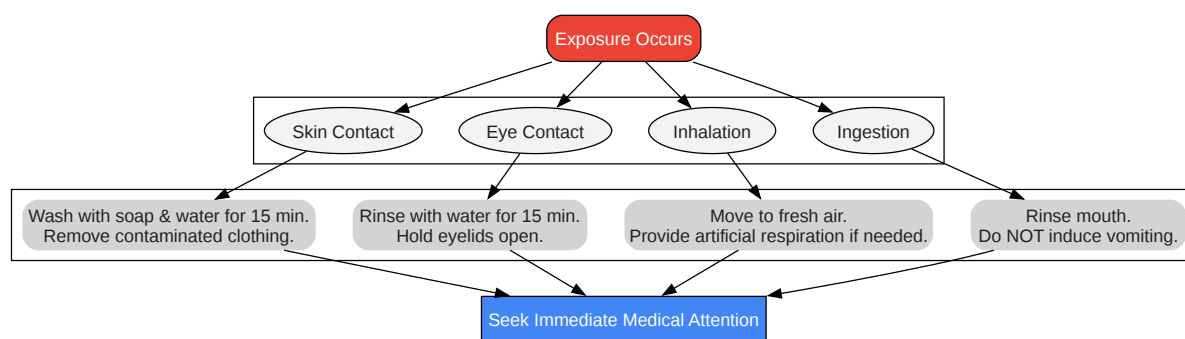 Exposure Occurs
Skin Contact
Eye Contact
Inhalation
Ingestion
Wash with soap & water for 15 min.
Remove contaminated clothing.
Rinse with water for 15 min.
Hold eyelids open.
Move to fresh air.
Provide artificial respiration if needed.
Rinse mouth.
Do NOT induce vomiting.
Seek Immediate Medical Attention